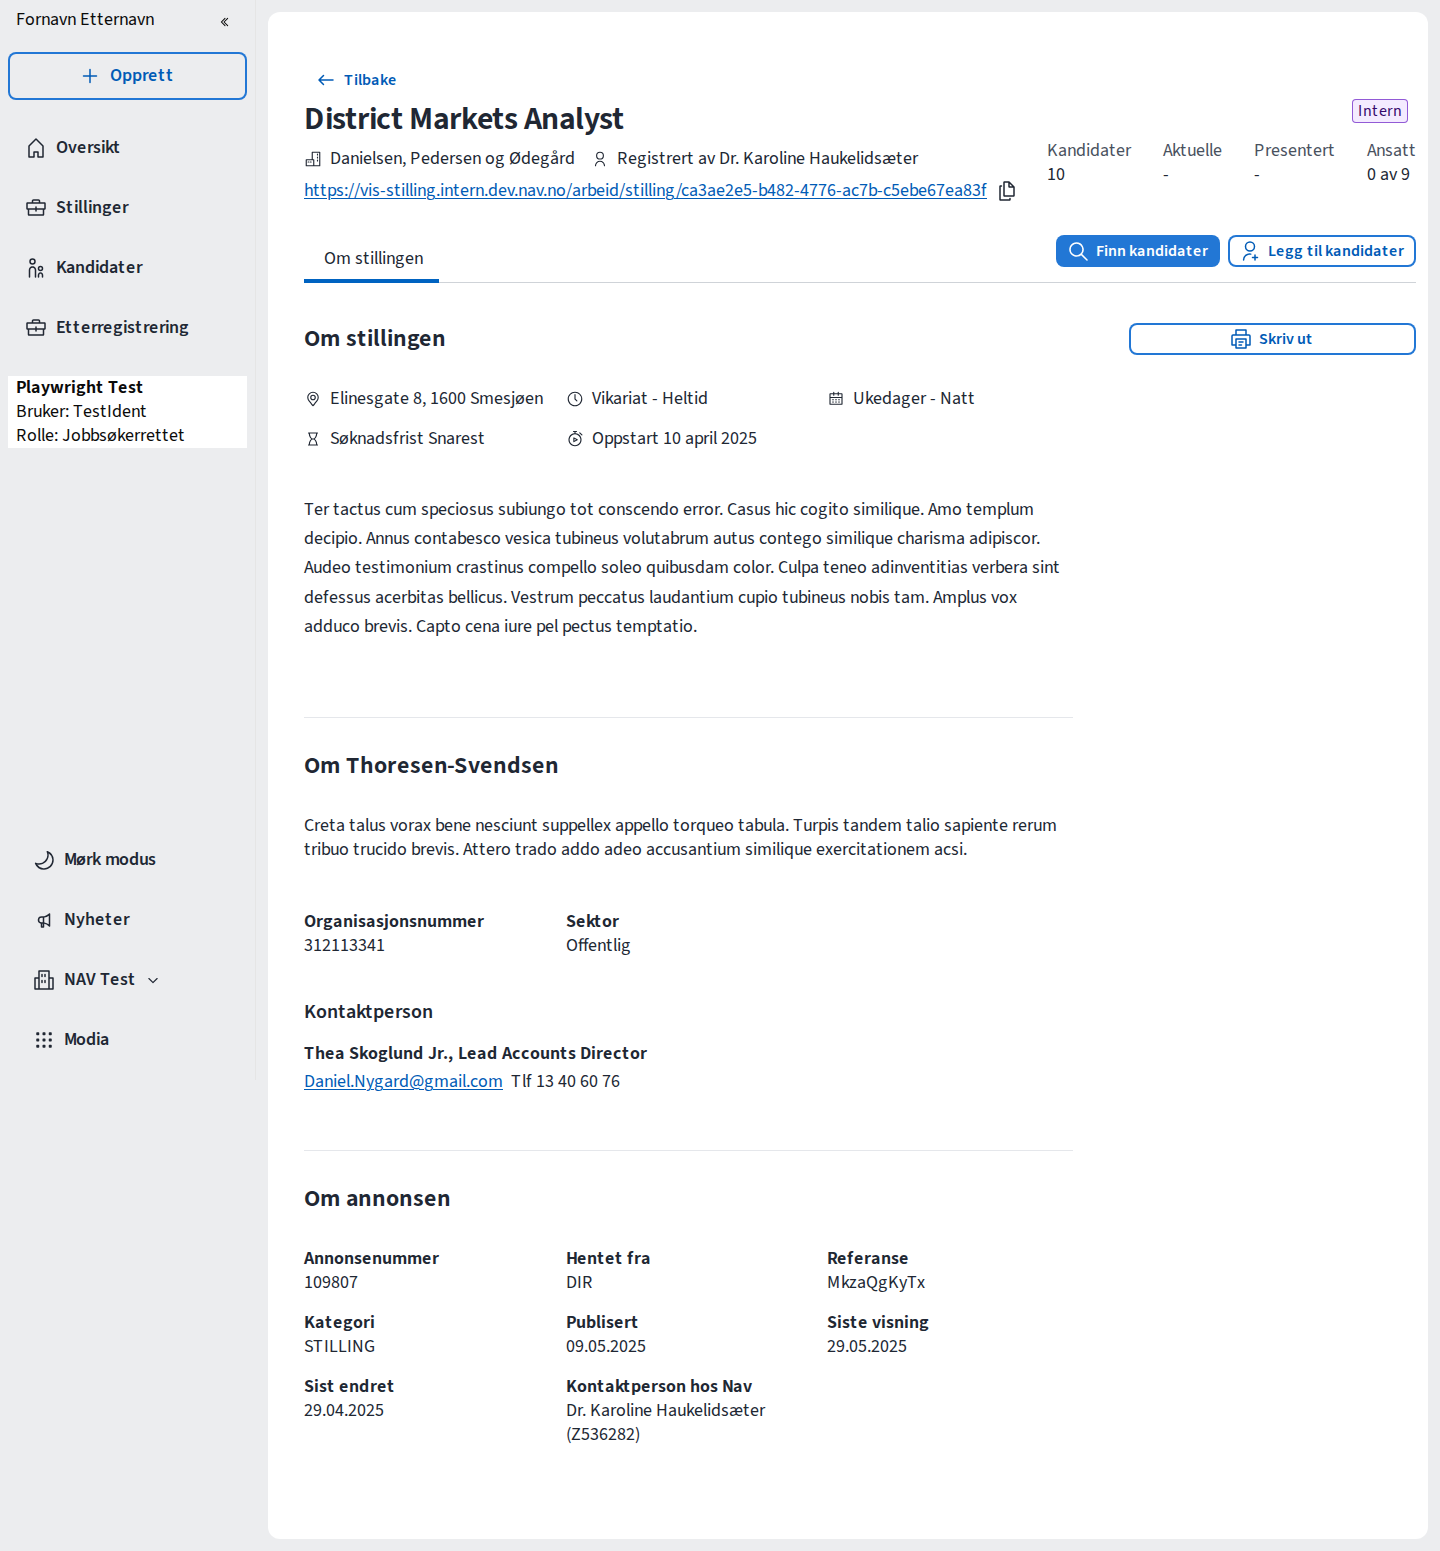 Fornavn Etternavn
Opprett
Oversikt
Stillinger
Kandidater
Etterregistrering
Playwright Test
Bruker: TestIdent
Rolle: Jobbsøkerrettet
Mørk modus
Nyheter
NAV Test
Modia
Tilbake
District Markets Analyst
Intern
Danielsen, Pedersen og Ødegård Registrert av Dr. Karoline Haukelidsæter
https://vis-stilling.intern.dev.nav.no/arbeid/stilling/ca3ae2e5-b482-4776-ac7b-c5ebe67ea83f
Kandidater Aktuelle Presentert Ansatt
10 - - 0 av 9
Om stillingen
Finn kandidater Legg til kandidater
Om stillingen
Skriv ut
Elinesgate 8, 1600 Smesjøen Vikariat - Heltid Ukedager - Natt
Søknadsfrist Snarest Oppstart 10 april 2025
Ter tactus cum speciosus subiungo tot conscendo error. Casus hic cogito similique. Amo templum
decipio. Annus contabesco vesica tubineus volutabrum autus contego similique charisma adipiscor.
Audeo testimonium crastinus compello soleo quibusdam color. Culpa teneo adinventitias verbera sint
defessus acerbitas bellicus. Vestrum peccatus laudantium cupio tubineus nobis tam. Amplus vox
adduco brevis. Capto cena iure pel pectus temptatio.
Om Thoresen-Svendsen
Creta talus vorax bene nesciunt suppellex appello torqueo tabula. Turpis tandem talio sapiente rerum
tribuo trucido brevis. Attero trado addo adeo accusantium similique exercitationem acsi.
Organisasjonsnummer Sektor
312113341 Offentlig
Kontaktperson
Thea Skoglund Jr., Lead Accounts Director
Daniel.Nygard@gmail.com Tlf 13 40 60 76
Om annonsen
Annonsenummer Hentet fra Referanse
109807 DIR MkzaQgKyTx
Kategori Publisert Siste visning
STILLING 09.05.2025 29.05.2025
Sist endret Kontaktperson hos Nav
29.04.2025 Dr. Karoline Haukelidsæter
(Z536282)